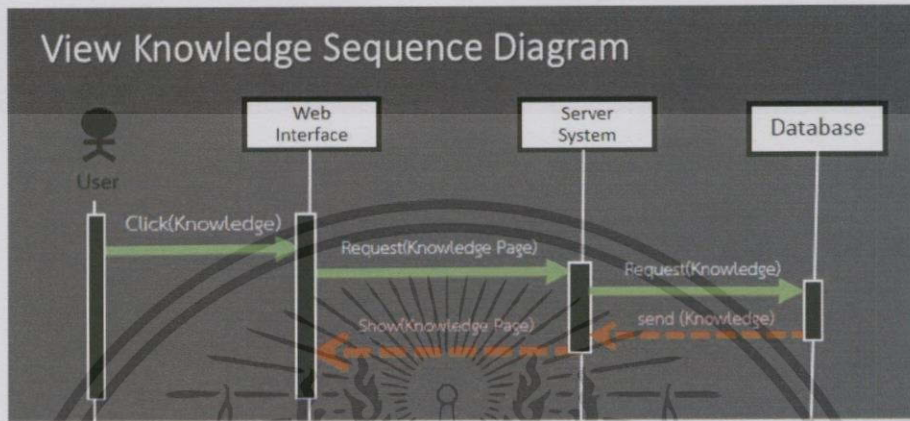 View Knowledge Sequence Diagram
Web
Interface
Server
System
Database
User
Click(Knowledge)
Request(Knowledge Page)
Request(Knowledge)
send (Knowledge)
Show(Knowledge Page)